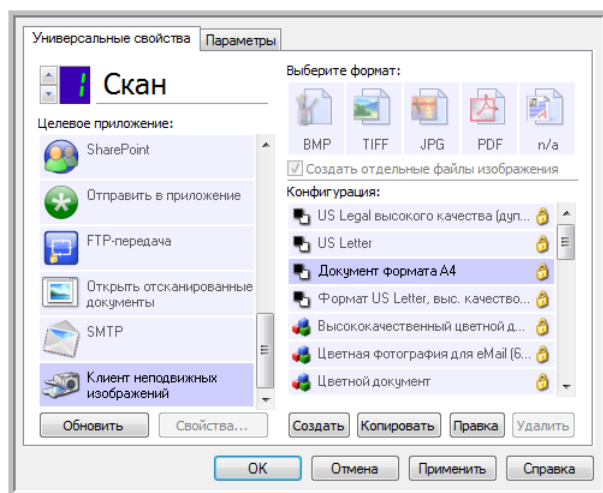 Универсальные свойства
Параметры
1
Скан
Целевое приложение:
SharePoint
Отправить в приложение
FTP-передача
Открыть отсканированные
документы
SMTP
Клиент неподвижных
изображений
Обновить
Свойства...
Выберите формат:
BMP TIFF JPG PDF n/a
Создать отдельные файлы изображения
Конфигурация:
US Legal высокого качества (дуп...
US Letter
Документ формата A4
Формат US Letter, выс. качество...
Высококачественный цветной д...
Цветная фотография для eMail (6...
Цветной документ
Создать Копировать Правка Удалить
OK Отмена Применить Справка